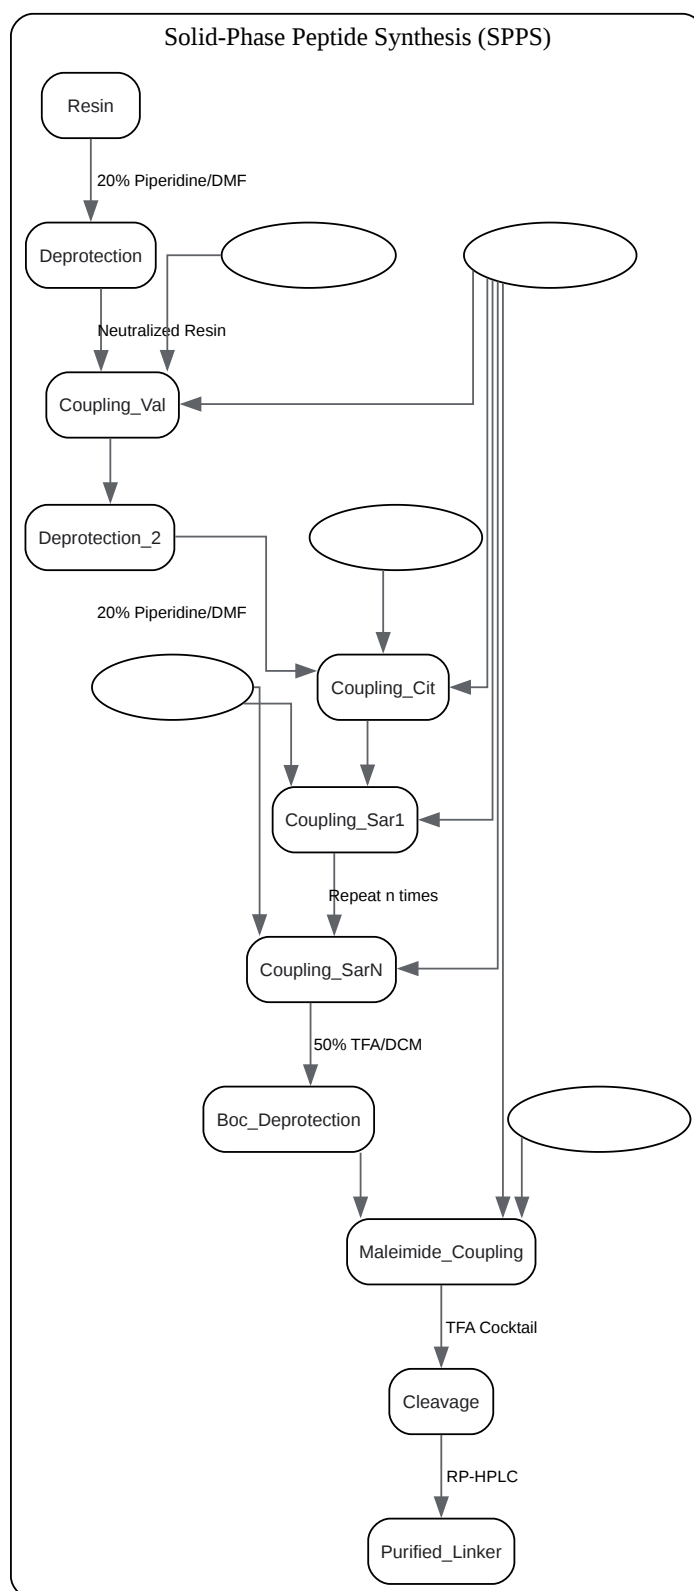 Solid-Phase Peptide Synthesis (SPPS)
Resin
20% Piperidine/DMF
Deprotection
Neutralized Resin
Coupling_Val
Deprotection_2
20% Piperidine/DMF
Coupling_Cit
Coupling_Sar1
Repeat n times
Coupling_SarN
50% TFA/DCM
Boc_Deprotection
Maleimide_Coupling
TFA Cocktail
Cleavage
RP-HPLC
Purified_Linker